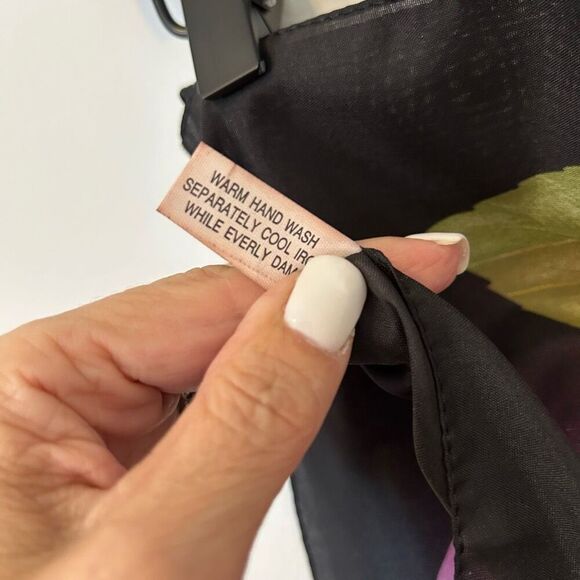 WARM HAND WASH
SEPARATELY COOL IRO
WHILE EVERLY DAM